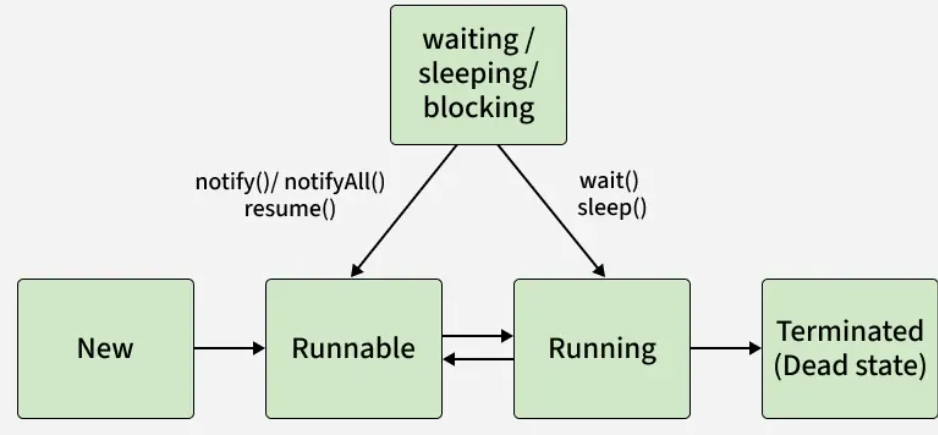 waiting /
sleeping/
blocking
notify()/ notifyAll()
resume()
wait()
sleep()
New
Runnable
Running
Terminated
(Dead state)